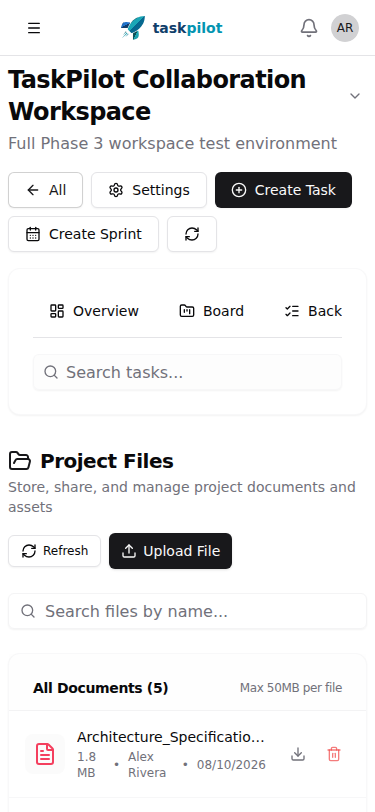 taskpilot
AR
TaskPilot Collaboration
Workspace
Full Phase 3 workspace test environment
All
Settings
Create Task
Create Sprint
Overview
Board
Back
Search tasks...
Project Files
Store, share, and manage project documents and
assets
Refresh
Upload File
Search files by name...
All Documents (5)
Max 50MB per file
Architecture_Specificatio...
1.8
MB
•
Alex
Rivera
•
08/10/2026